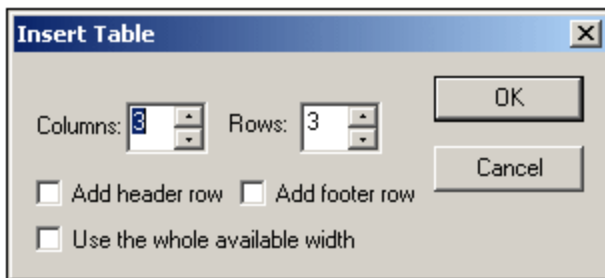 Insert Table
Columns: 3 Rows: 3
OK
Cancel
Add header row Add footer row
Use the whole available width